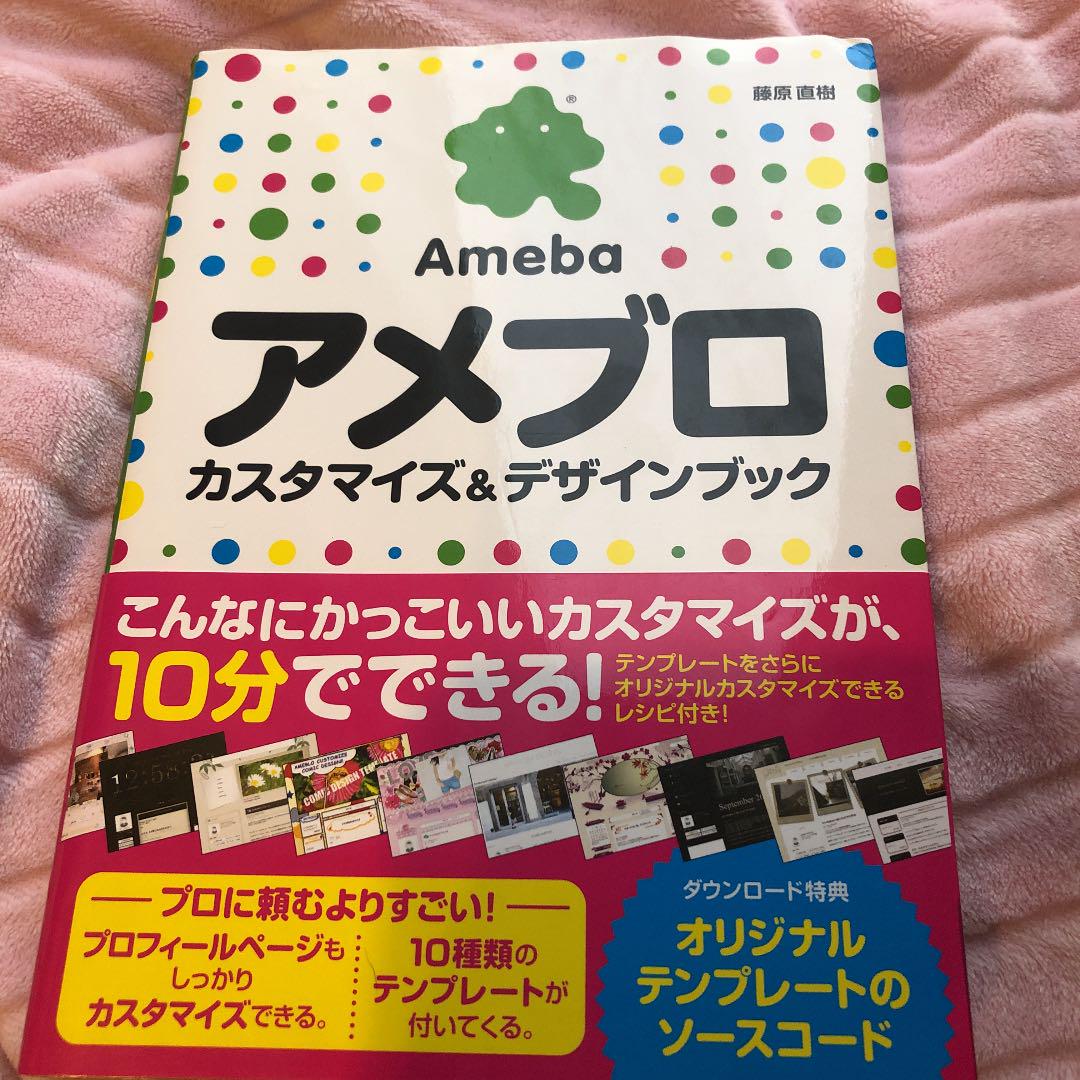 藤原 直樹
®
Ameba
アメブロ
カスタマイズ&デザインブック
こんなにかっこいいカスタマイズが、
10分でできる!
テンプレートをさらに
オリジナルカスタマイズできる
レシピ付き!
AMEBLO CUSTOMIZE
COMIC DESIGN!
September
プロに頼むよりすごい!
プロフィールページも
しっかり
カスタマイズできる。
10種類の
テンプレートが
付いてくる。
ダウンロード特典
オリジナル
テンプレートの
ソースコード